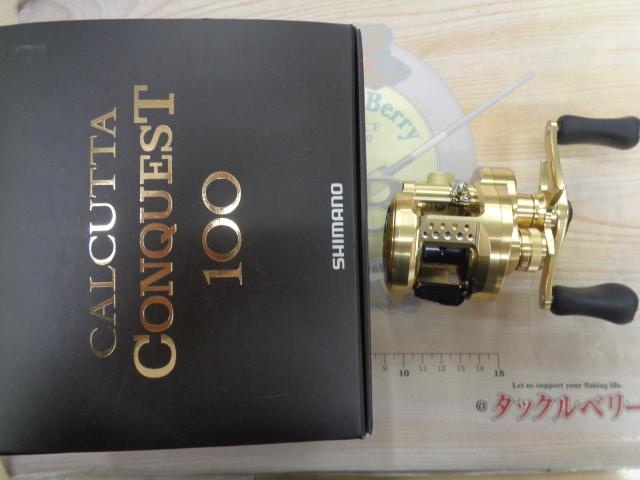 CALCUTTA
CONQUEST
100
SHIMANO
Berry
9 10 11 12 13 14 15
Let us support your fishing life.
@タックルベリー